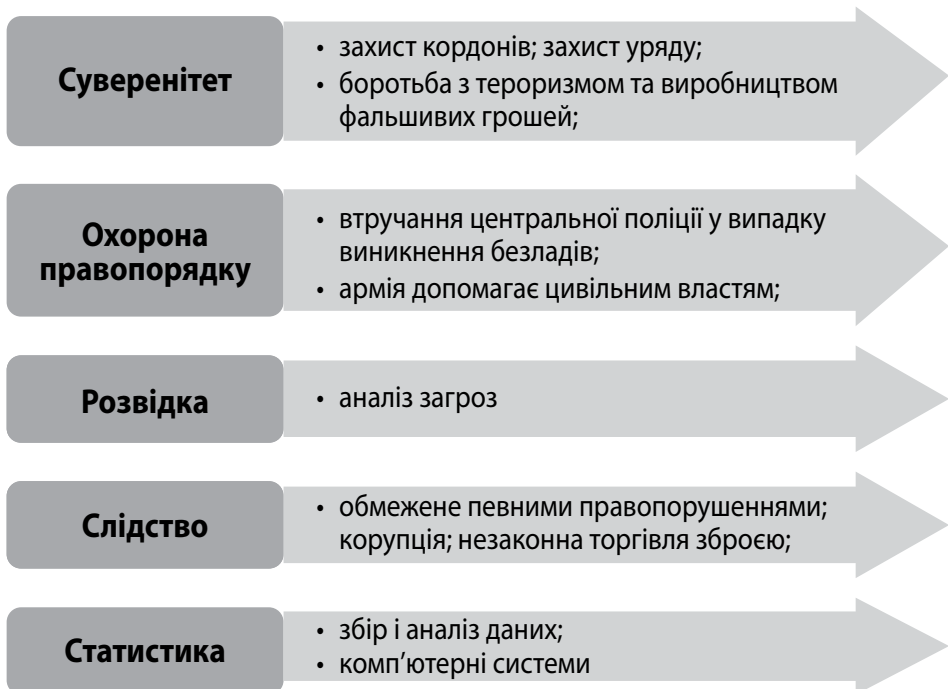 Суверенітет
• захист кордонів; захист уряду;
• боротьба з тероризмом та виробництвом
фальшивих грошей;
Охорона
правопорядку
• втручання центральної поліції у випадку
виникнення безладів;
• армія допомагає цивільним властям;
Розвідка
• аналіз загроз
Слідство
• обмежене певними правопорушеннями;
корупція; незаконна торгівля зброєю;
Статистика
• збір і аналіз даних;
• комп'ютерні системи